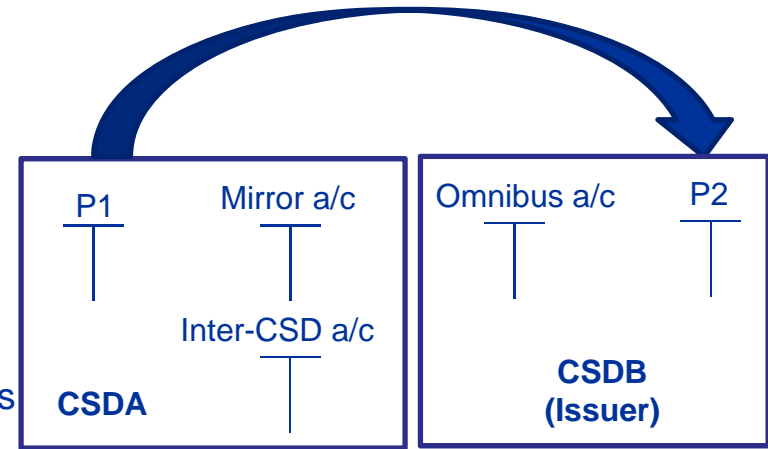 P1
Mirror a/c
Inter-CSD a/c
CSDA
Omnibus a/c
P2
CSDB
(Issuer)
s